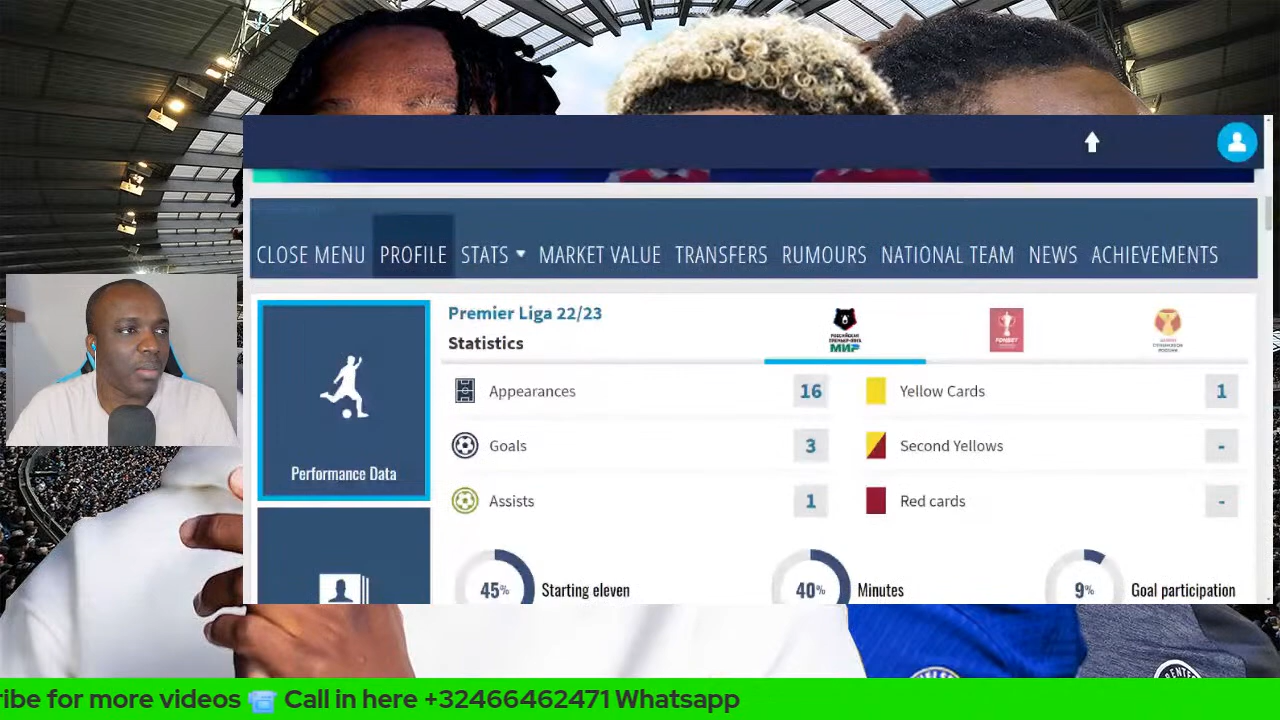 CLOSE MENU PROFILE STATS MARKET VALUE TRANSFERS RUMOURS NATIONAL TEAM NEWS ACHIEVEMENTS
Premier Liga 22/23
Statistics
МИР
FONBET
Appearances 16 Yellow Cards 1
Goals 3 Second Yellows -
Assists 1 Red cards -
Performance Data
45% Starting eleven 40% Minutes 9% Goal participation
ribe for more videos Call in here +32466462471 Whatsapp